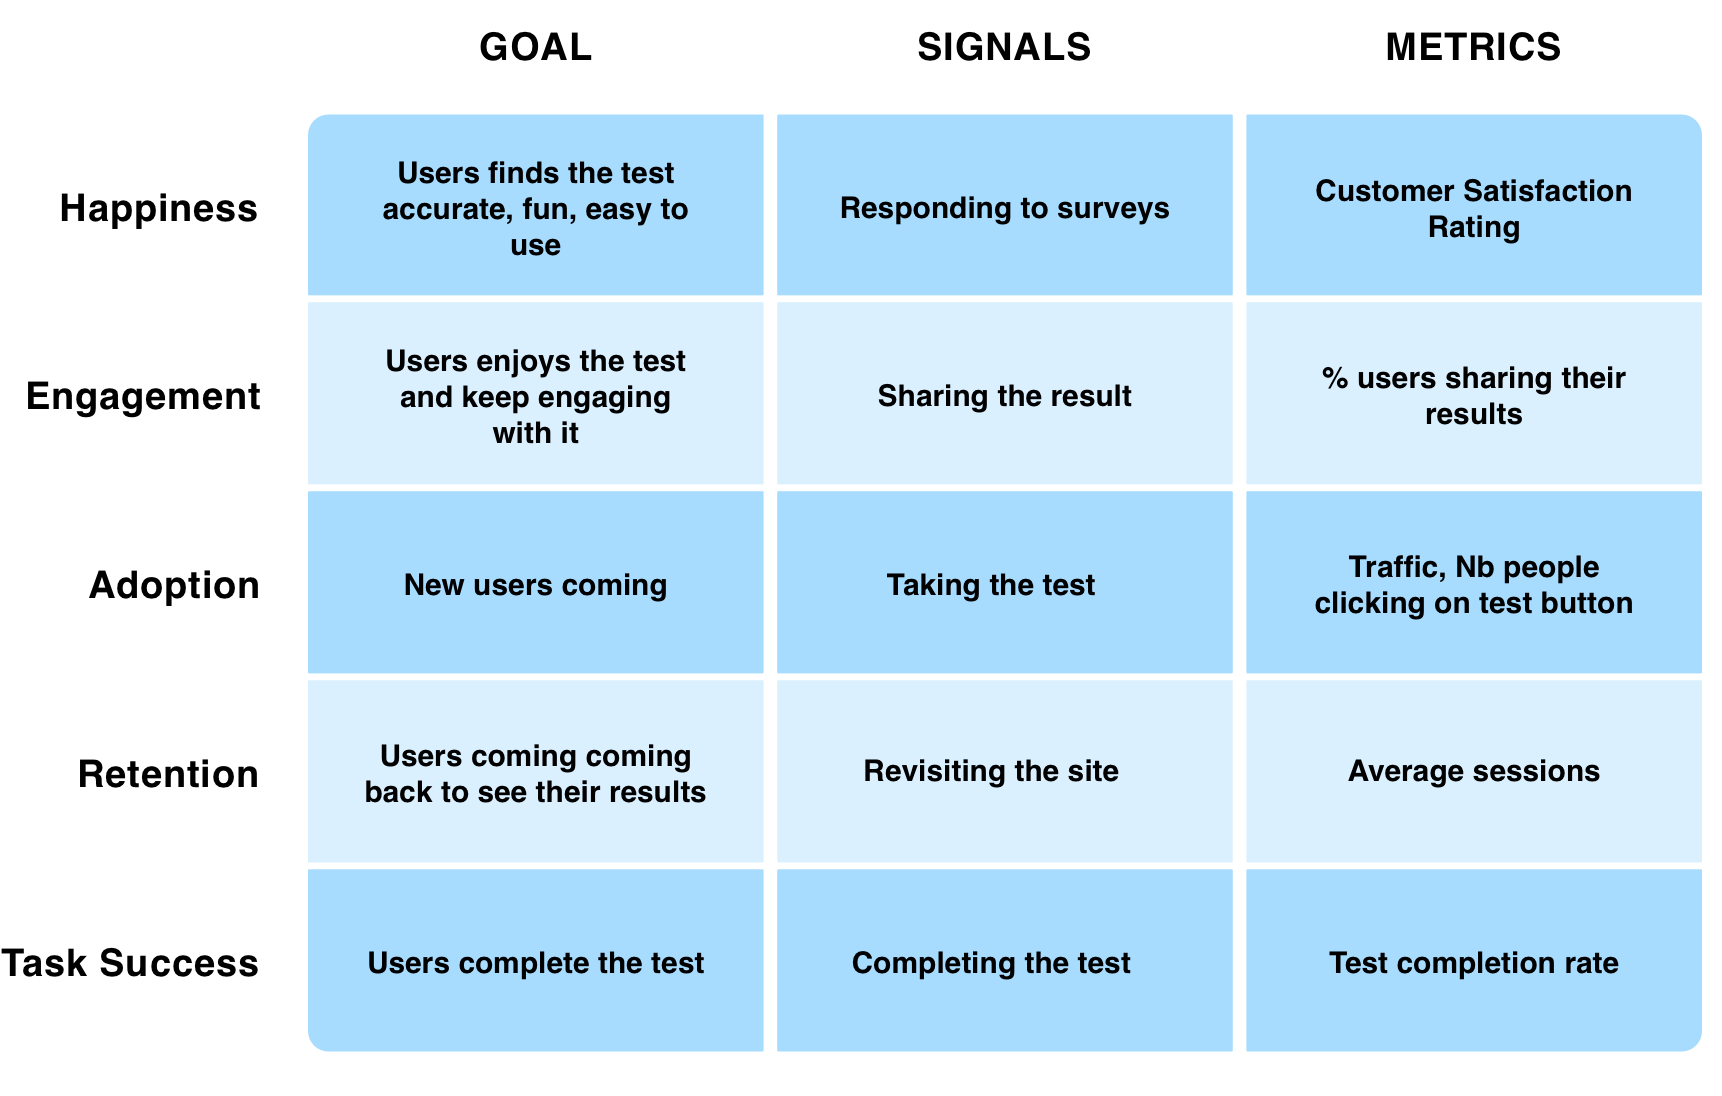 GOAL
SIGNALS
METRICS
Happiness
Users finds the test
accurate, fun, easy to
use
Responding to surveys
Customer Satisfaction
Rating
Engagement
Users enjoys the test
and keep engaging
with it
Sharing the result
% users sharing their
results
Adoption
New users coming
Taking the test
Traffic, Nb people
clicking on test button
Retention
Users coming coming
back to see their results
Revisiting the site
Average sessions
Task Success
Users complete the test
Completing the test
Test completion rate